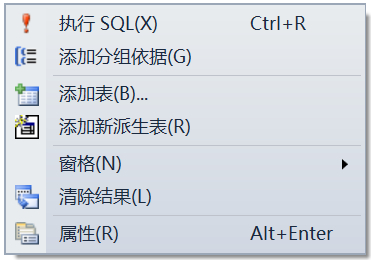 执行 SQL(X) Ctrl+R
添加分组依据(G)
添加表(B)...
添加新派生表(R)
窗格(N)
清除结果(L)
属性(R) Alt+Enter